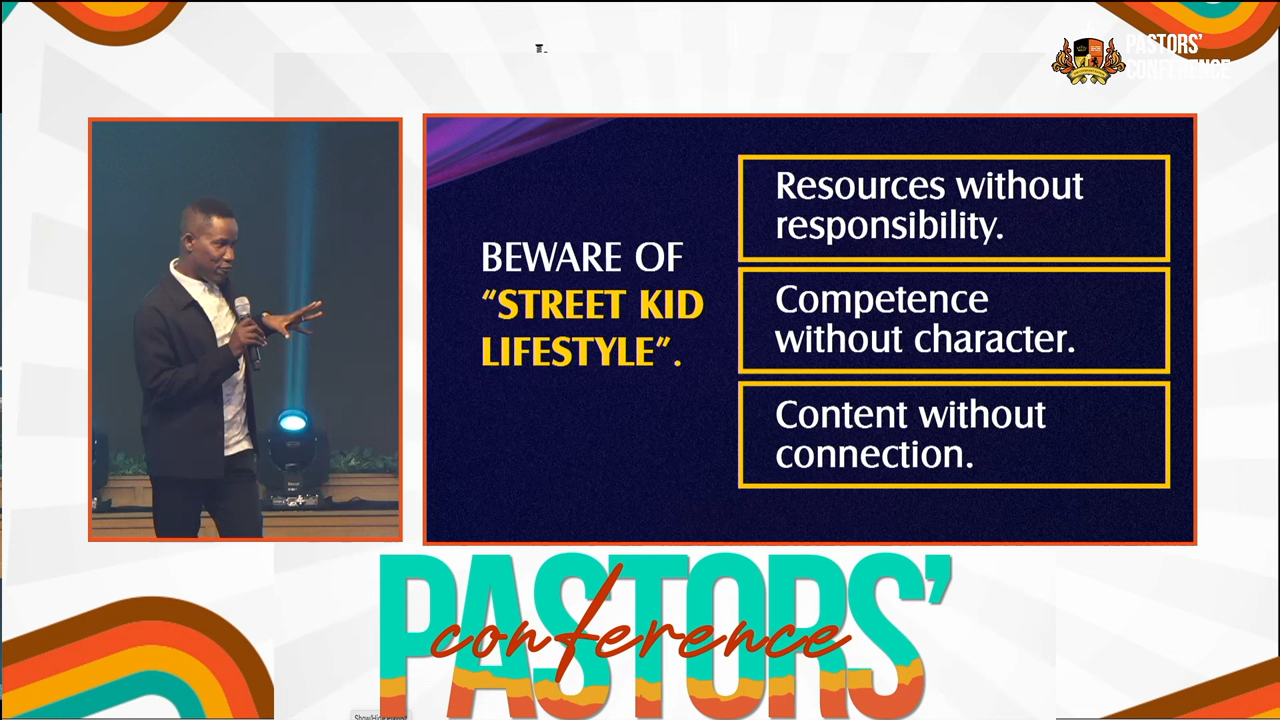 PASTORS'
CONFERENCE
BEWARE OF
“STREET KID
LIFESTYLE”.
Resources without
responsibility.
Competence
without character.
Content without
connection.
PASTORS'
conference